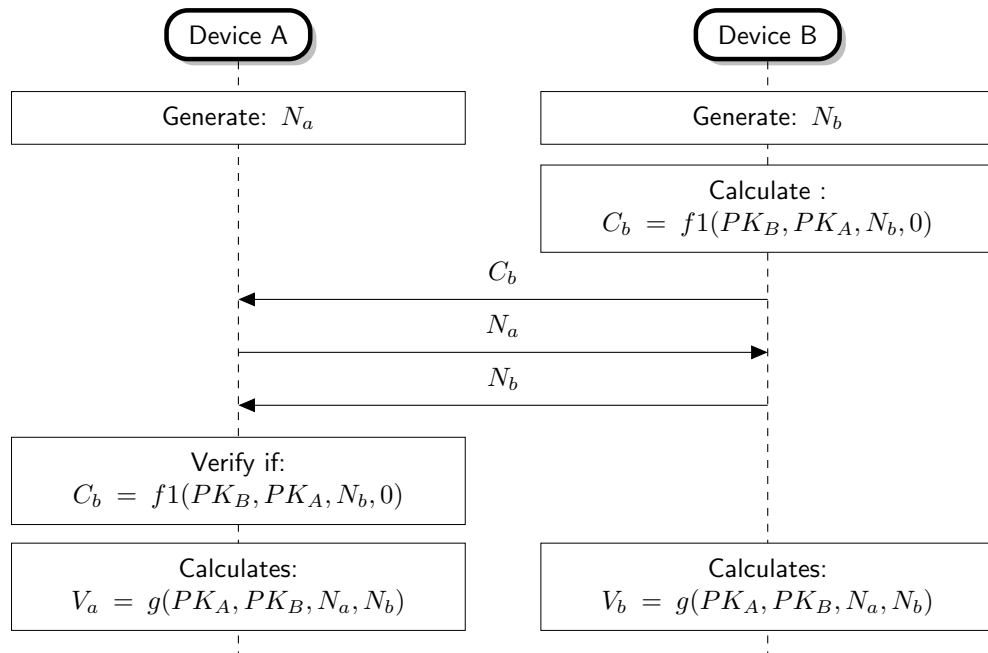 Device A
Device B
Generate: N_a
Generate: N_b
Calculate :
C_b = f1(PK_B, PK_A, N_b, 0)
C_b
N_a
N_b
Verify if:
C_b = f1(PK_B, PK_A, N_b, 0)
Calculates:
V_a = g(PK_A, PK_B, N_a, N_b)
Calculates:
V_b = g(PK_A, PK_B, N_a, N_b)